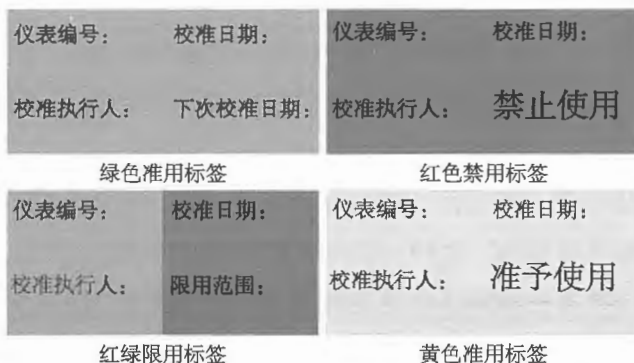 仪表编号： 校准日期： 仪表编号： 校准日期：
校准执行人： 下次校准日期： 校准执行人： 禁止使用
绿色准用标签 红色禁用标签
仪表编号： 校准日期： 仪表编号： 校准日期：
校准执行人： 限用范围： 校准执行人： 准予使用
红绿限用标签 黄色准用标签